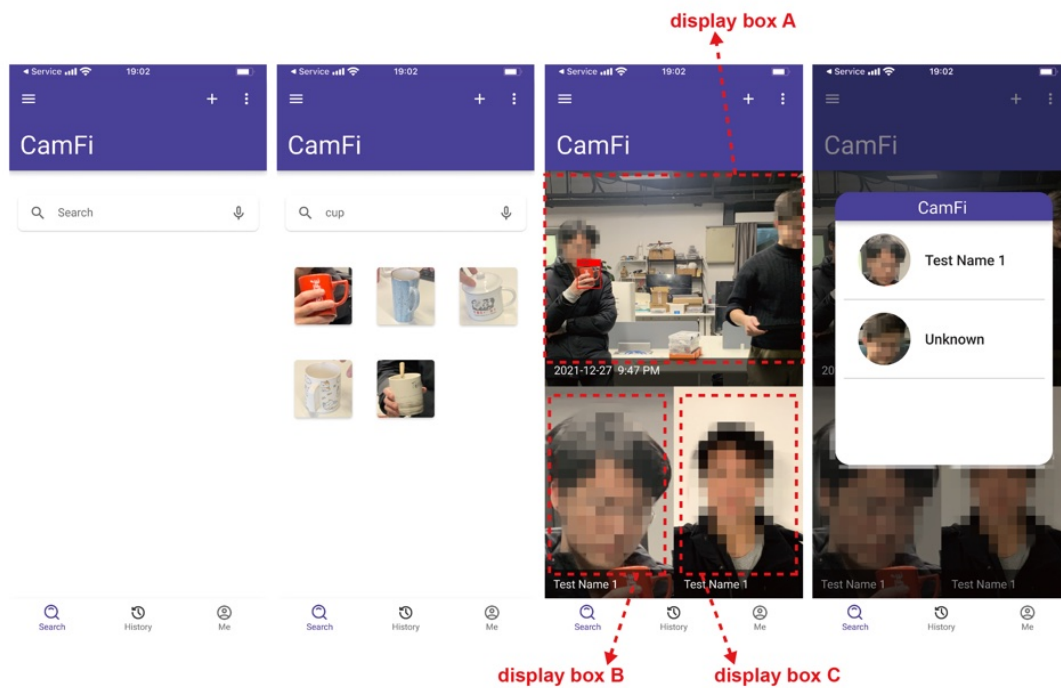 display box A
Service 19:02
CamFi
Search
Search
History
Me
Service 19:02
CamFi
cup
Search
History
Me
Service 19:02
CamFi
2021-12-27 9:47 PM
Test Name 1
Test Name 1
Search
History
Me
Service 19:02
CamFi
CamFi
Test Name 1
Unknown
Test Name 1
Test Name 1
Search
History
Me
display box B
display box C